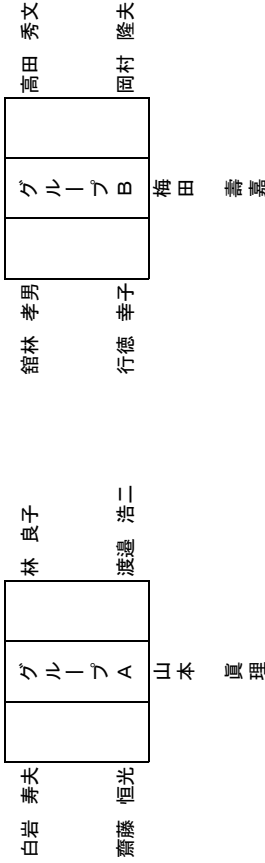 白岩 寿夫
林 良子
齋藤 恒光
渡邉 浩二
グループA
山本 眞理
舘林 孝男
高田 秀文
行徳 幸子
岡村 隆夫
グループB
梅田 壽嘉